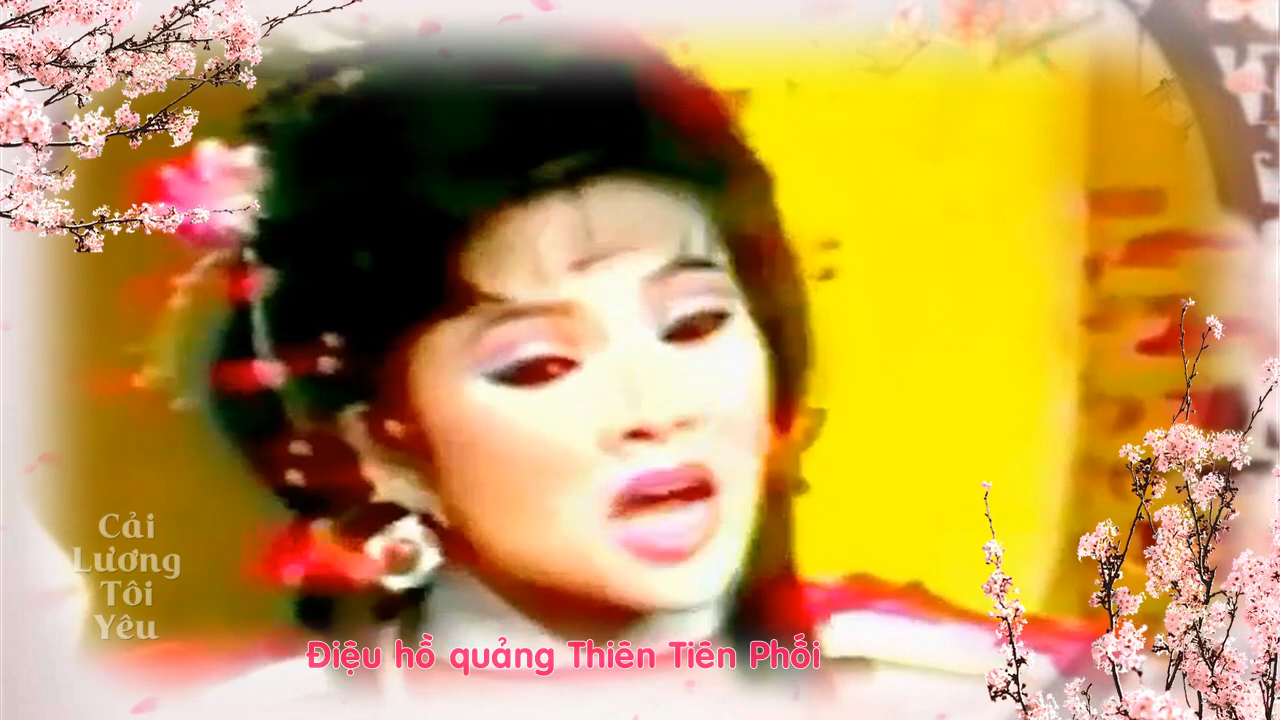 Cải
Lương
Tôi
Yêu
Điệu hồ quảng Thiên Tiên Phối